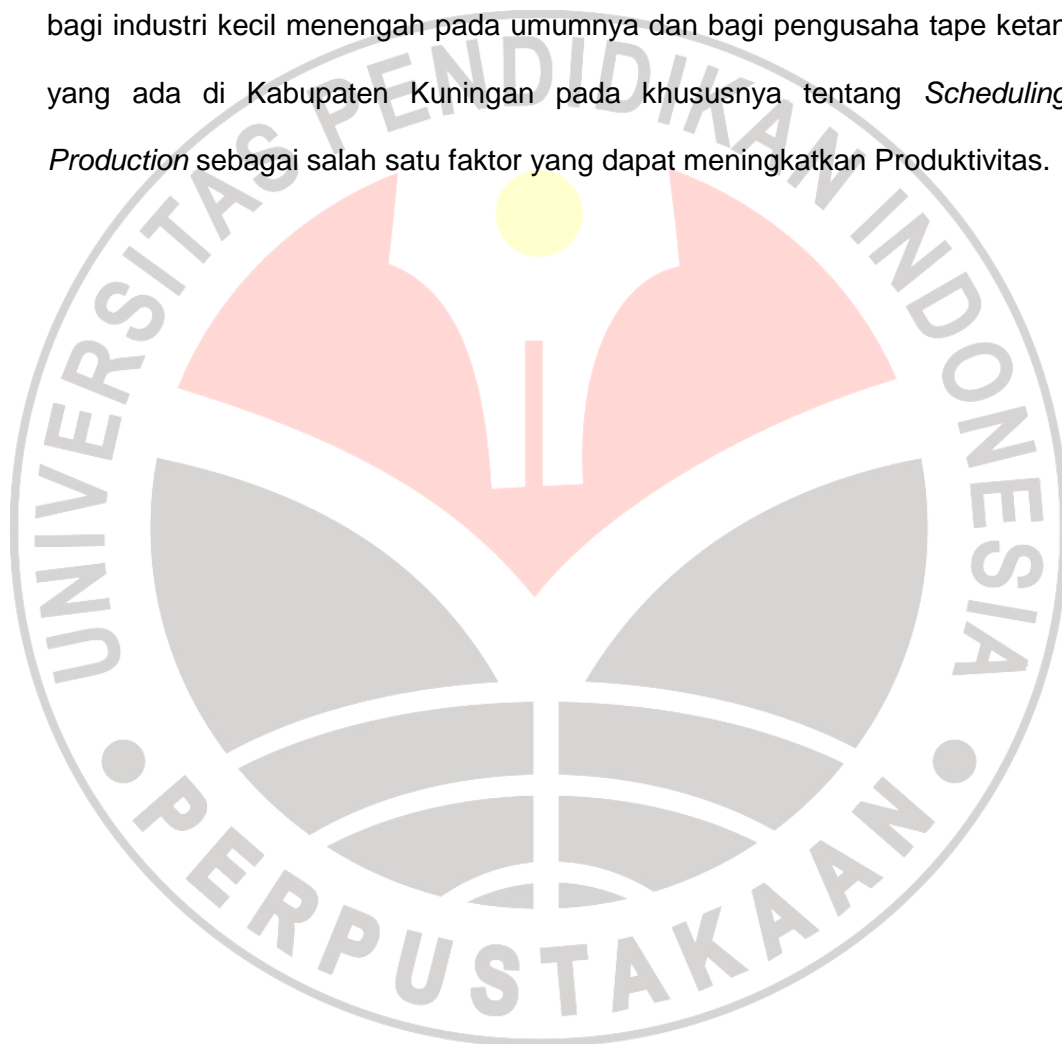 bagi industri kecil menengah pada umumnya dan bagi pengusaha tape ketan
yang ada di Kabupaten Kuningan pada khususnya tentang Scheduling
Production sebagai salah satu faktor yang dapat meningkatkan Produktivitas.
UNIVERSITAS PENDIDIKAN INDONESIA
PERPUSTAKAAN